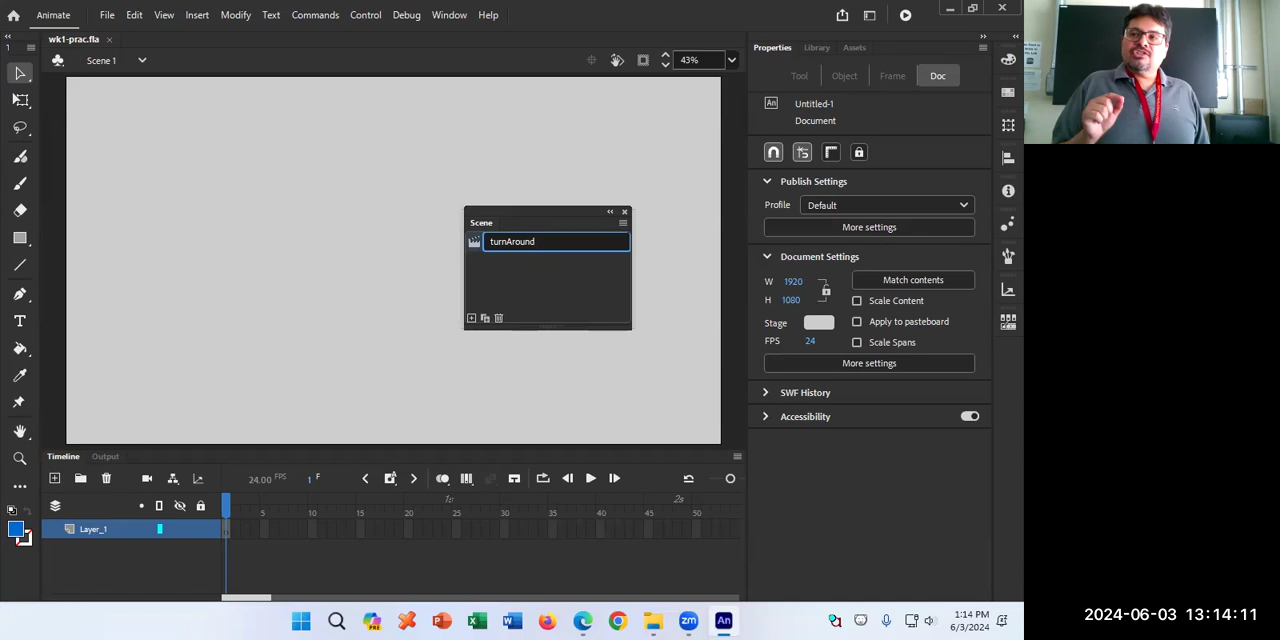 Animate File Edit View Insert Modify Text Commands Control Debug Window Help
wk1-prac.fla
Scene 1 43%
Properties Library Assets
Tool Object Frame Doc
An Untitled-1
Document
Publish Settings
Profile Default
More settings
Document Settings
W 1920 Match contents
H 1080 Scale Content
Stage Apply to pasteboard
FPS 24 Scale Spans
More settings
SWF History
Accessibility
Scene
turnAround
Timeline Output
24.00 FPS 1 F
1s 2s
5 10 15 20 25 30 35 40 45 50
Layer_1
1:14 PM
6/3/2024
2024-06-03 13:14:11